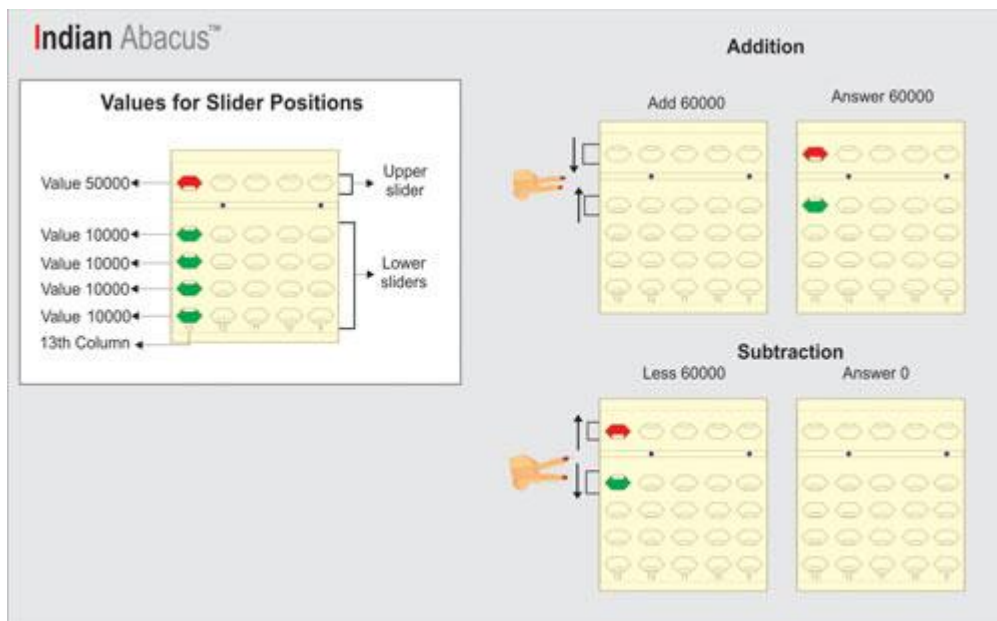 Indian Abacus™
Values for Slider Positions
Value 50000
Upper
slider
Value 10000
Value 10000
Value 10000
Value 10000
Lower
sliders
13th Column
Addition
Add 60000
Answer 60000
Subtraction
Less 60000
Answer 0